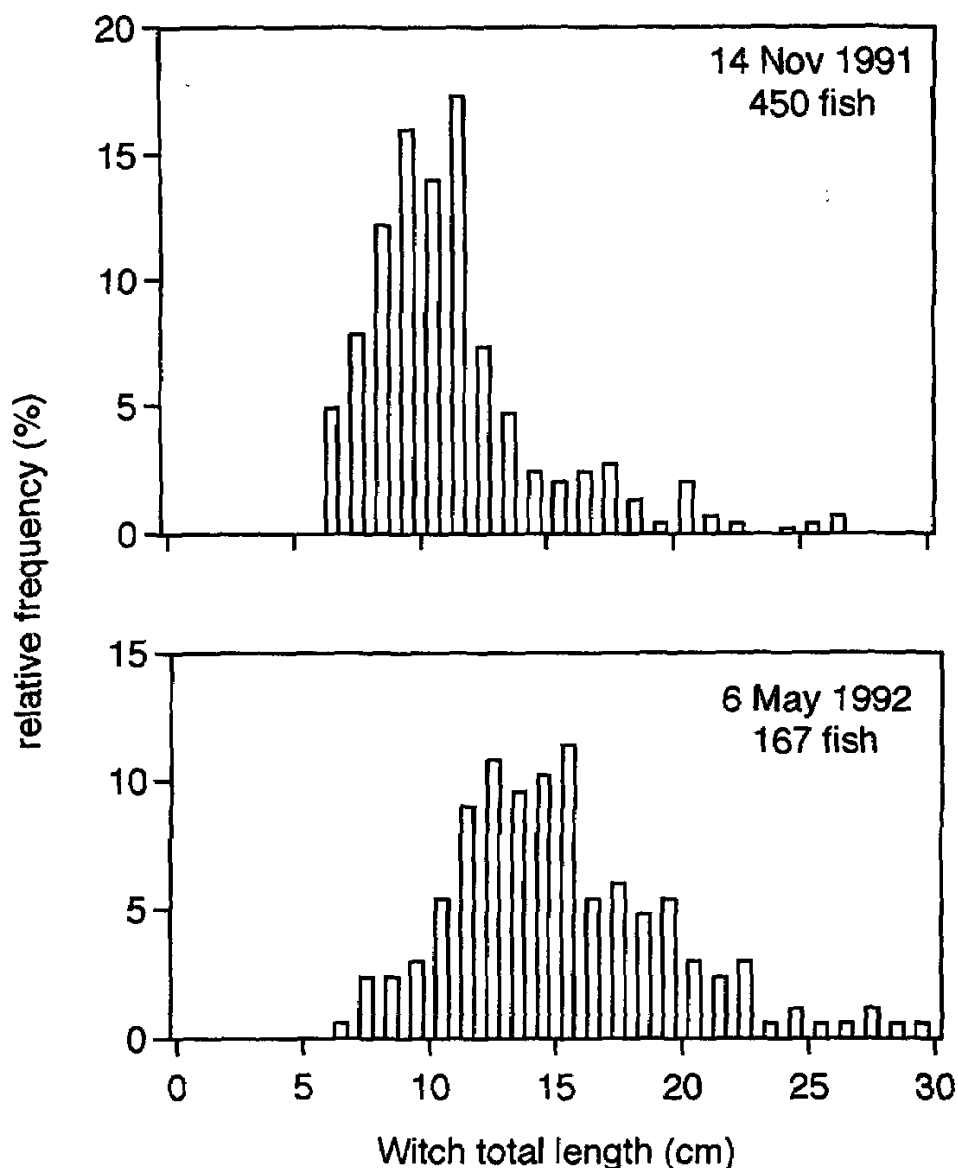 20
14 Nov 1991
450 fish
15
10
5
0
relative frequency (%)
15
6 May 1992
167 fish
10
5
0
0 5 10 15 20 25 30
Witch total length (cm)